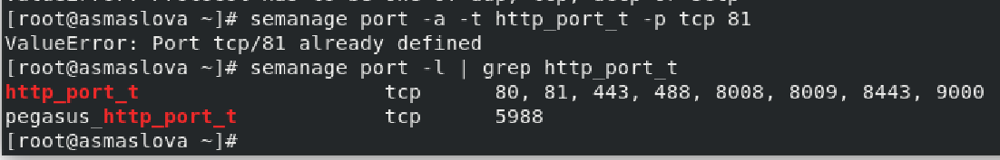 [root@asmaslova ~]# semanage port -a -t http_port_t -p tcp 81
ValueError: Port tcp/81 already defined
[root@asmaslova ~]# semanage port -l | grep http_port_t
http_port_t                    tcp      80, 81, 443, 488, 8008, 8009, 8443, 9000
pegasus_http_port_t            tcp      5988
[root@asmaslova ~]#